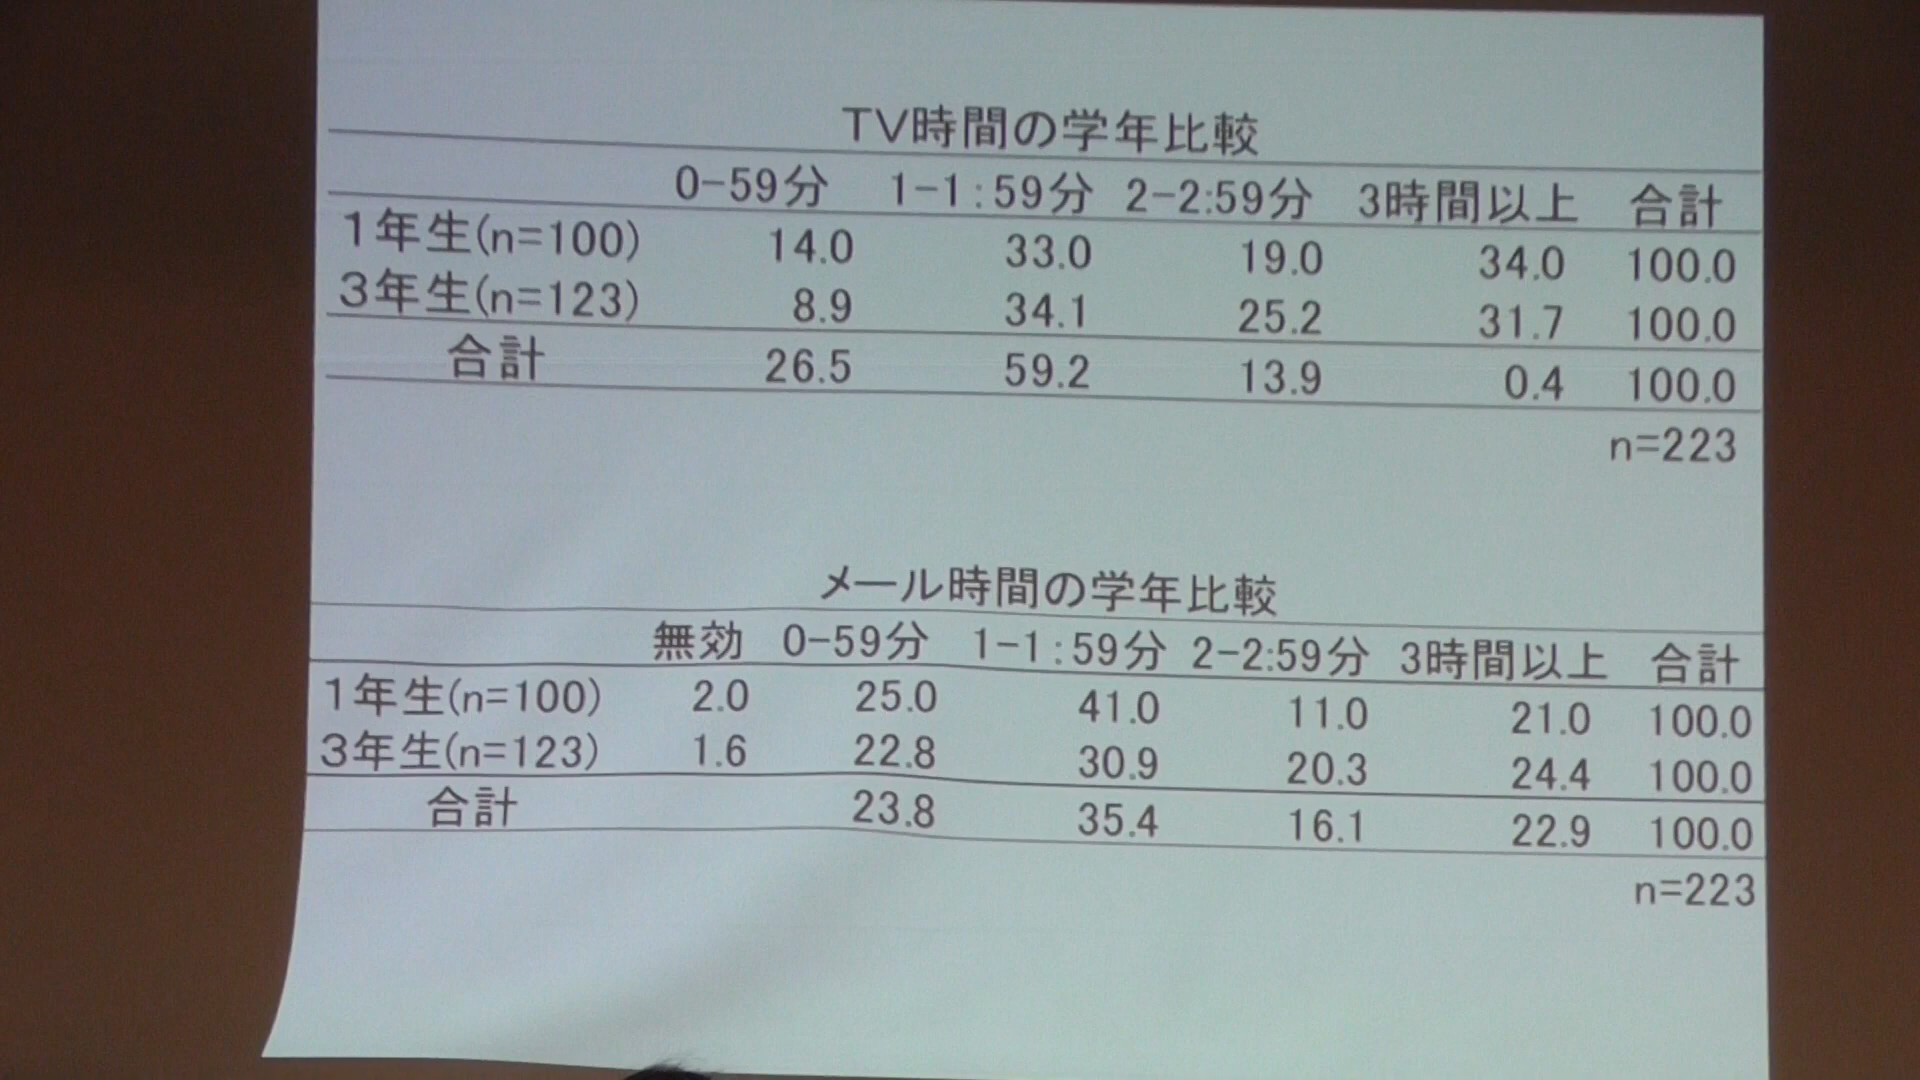 TV時間の学年比較
0-59分 1-1:59分 2-2:59分 3時間以上 合計
1年生(n=100) 14.0 33.0 19.0 34.0 100.0
3年生(n=123) 8.9 34.1 25.2 31.7 100.0
合計 26.5 59.2 13.9 0.4 100.0
n=223
メール時間の学年比較
無効 0-59分 1-1:59分 2-2:59分 3時間以上 合計
1年生(n=100) 2.0 25.0 41.0 11.0 21.0 100.0
3年生(n=123) 1.6 22.8 30.9 20.3 24.4 100.0
合計 23.8 35.4 16.1 22.9 100.0
n=223